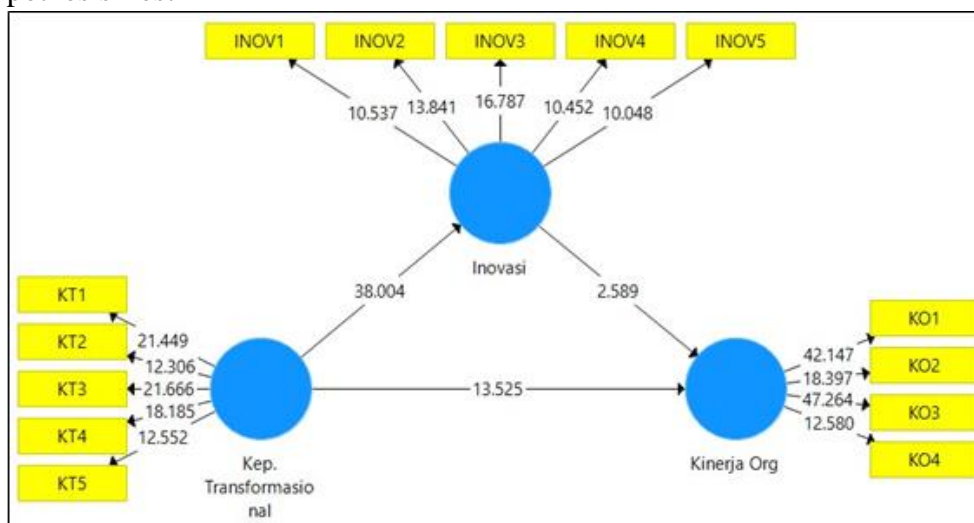 INOV1
INOV2
INOV3
INOV4
INOV5
10.537
13.841
16.787
10.452
10.048
Inovasi
38.004
2.589
KT1
KT2
KT3
KT4
KT5
21.449
12.306
21.666
18.185
12.552
Kep.
Transformasio
nal
13.525
Kinerja Org
42.147
18.397
47.264
12.580
KO1
KO2
KO3
KO4